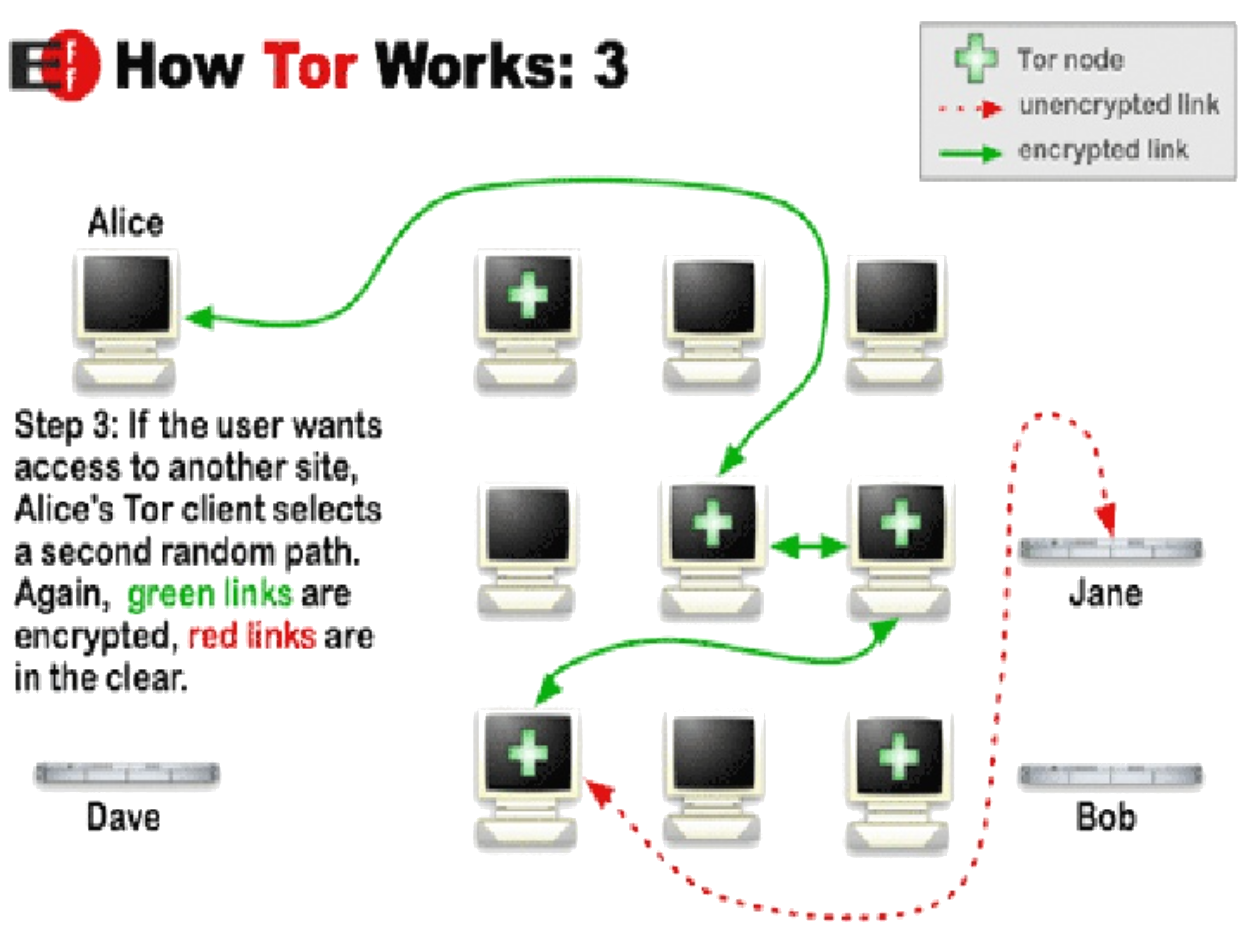 EFF How Tor Works: 3
Tor node
unencrypted link
encrypted link
Alice
Step 3: If the user wants
access to another site,
Alice's Tor client selects
a second random path.
Again, green links are
encrypted, red links are
in the clear.
Jane
Dave
Bob